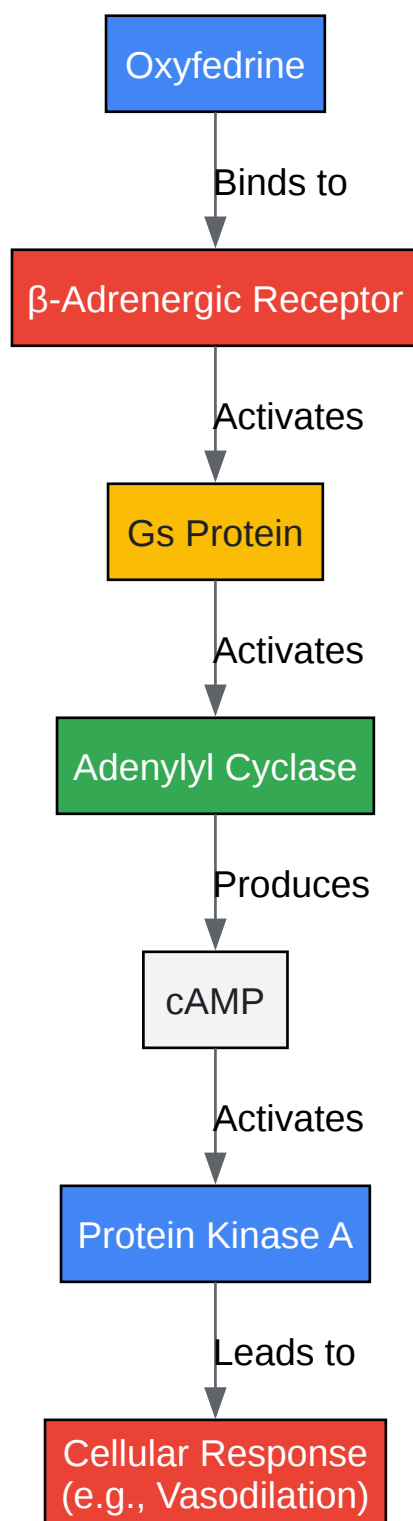 Oxyfedrine
Binds to
β-Adrenergic Receptor
Activates
Gs Protein
Activates
Adenylyl Cyclase
Produces
cAMP
Activates
Protein Kinase A
Leads to
Cellular Response
(e.g., Vasodilation)